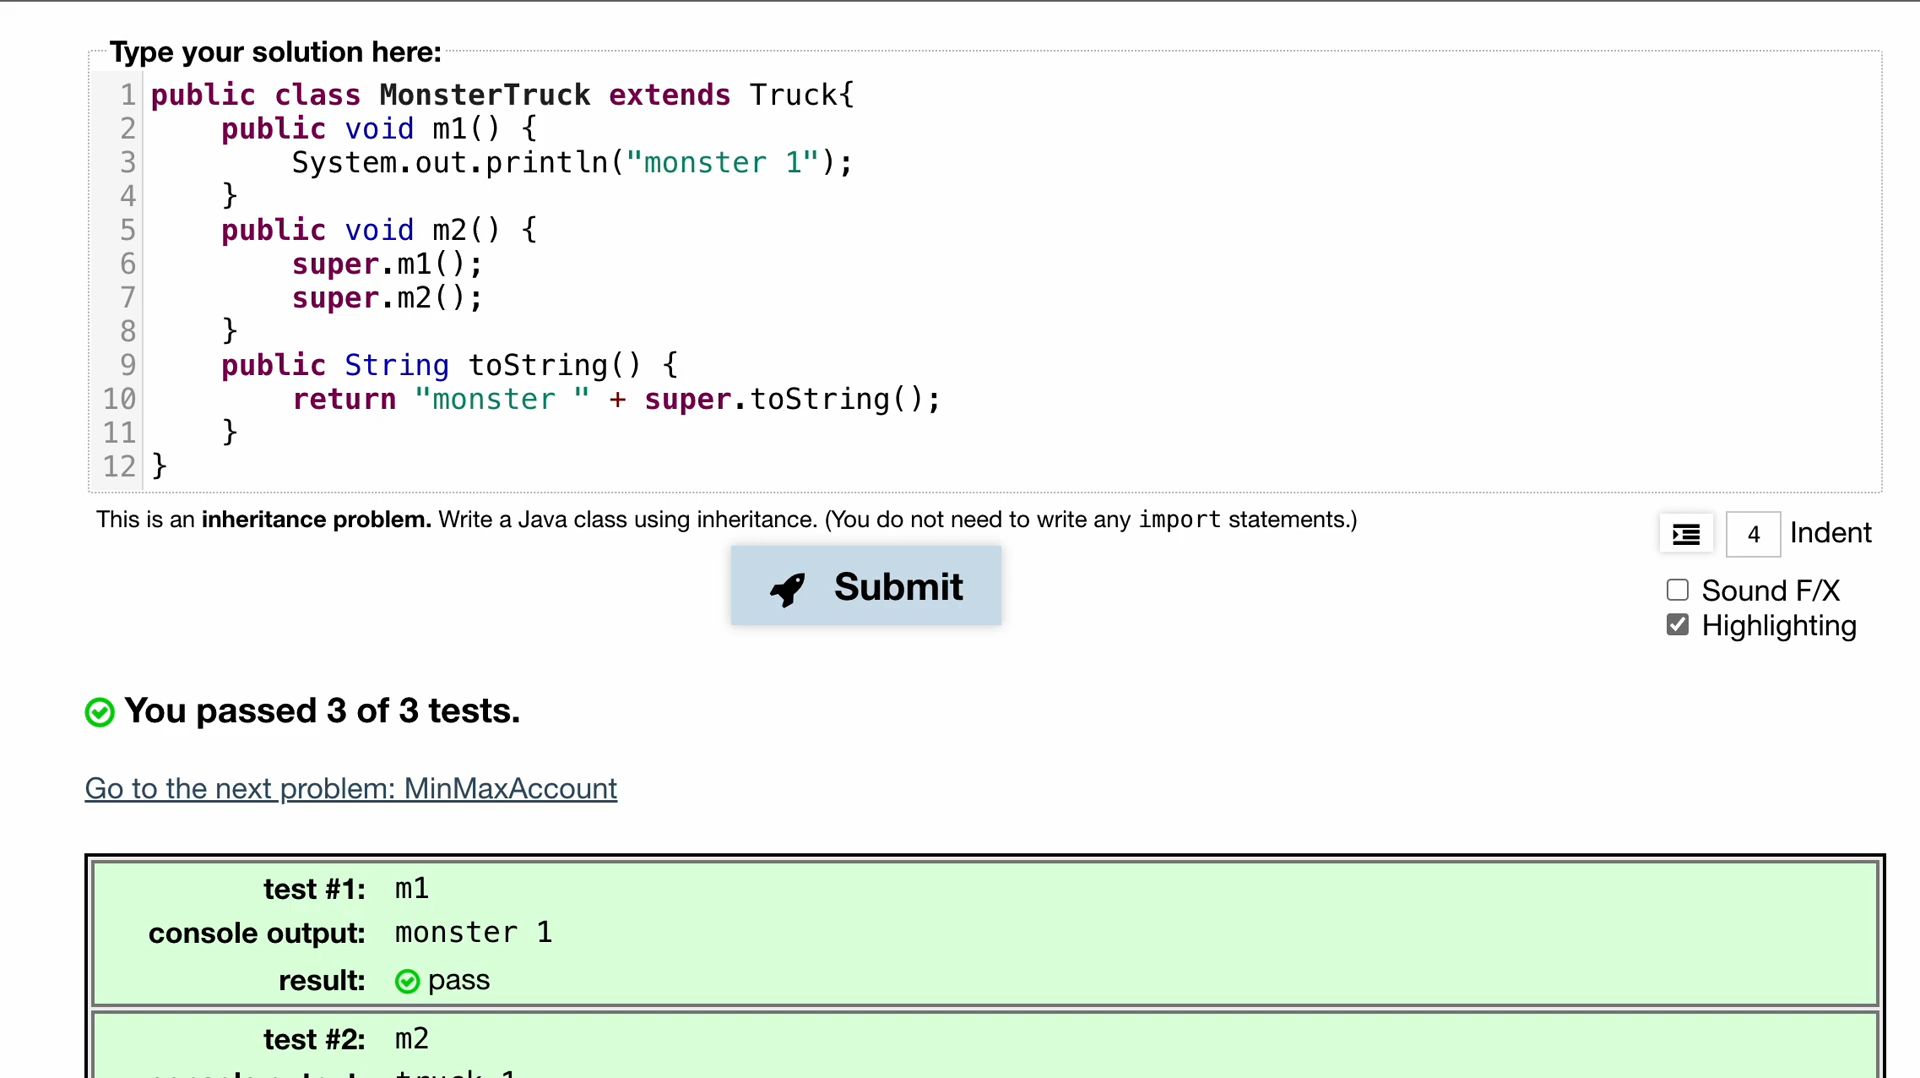 Type your solution here:
1 public class MonsterTruck extends Truck{
2     public void m1() {
3         System.out.println("monster 1");
4     }
5     public void m2() {
6         super.m1();
7         super.m2();
8     }
9     public String toString() {
10         return "monster " + super.toString();
11     }
12 }
This is an inheritance problem. Write a Java class using inheritance. (You do not need to write any import statements.)
4 Indent
Submit
Sound F/X
Highlighting
You passed 3 of 3 tests.
Go to the next problem: MinMaxAccount
test #1: m1
console output: monster 1
result: pass
test #2: m2
console output: truck 1